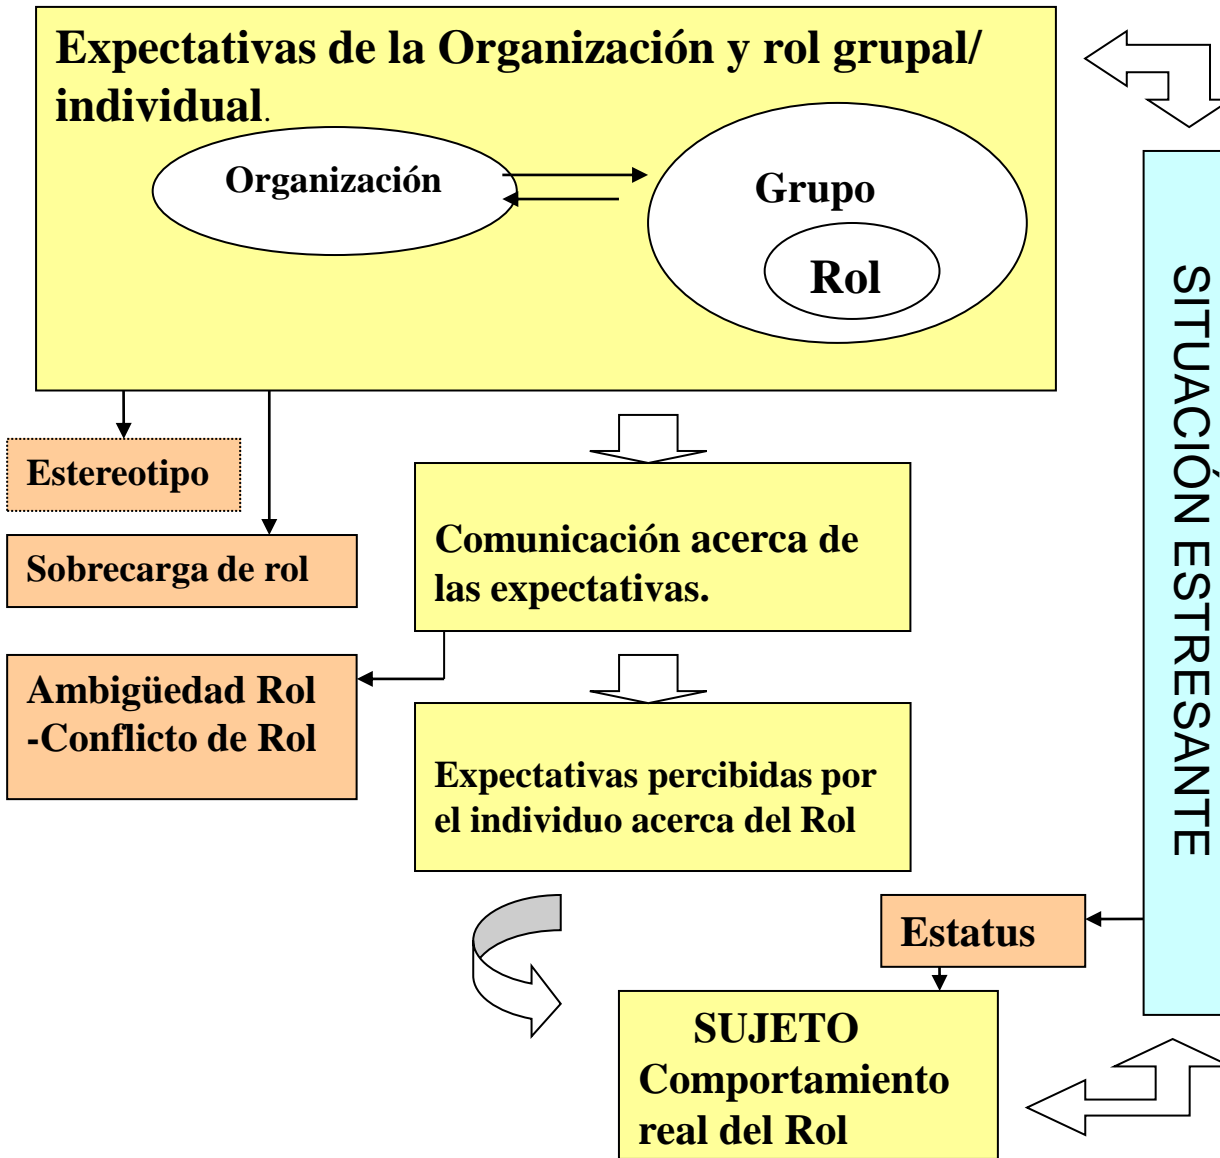 Expectativas de la Organización y rol grupal/
individual.
Organización
Grupo
Rol
Estereotipo
Sobrecarga de rol
Comunicación acerca de
las expectativas.
Ambigüedad Rol
-Conflicto de Rol
Expectativas percibidas por
el individuo acerca del Rol
Estatus
SUJETO
Comportamiento
real del Rol
SITUACIÓN ESTRESANTE